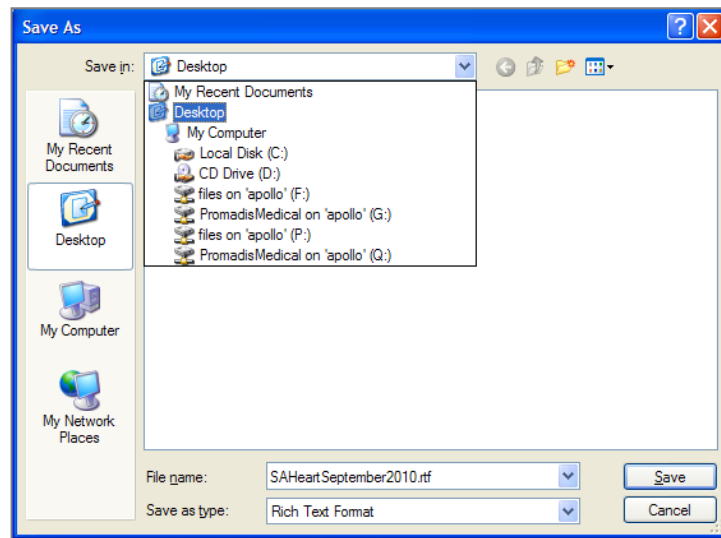 Save As
Save in:
Desktop
My Recent Documents
Desktop
My Computer
Local Disk (C:)
CD Drive (D:)
files on 'apollo' (F:)
PromadisMedical on 'apollo' (G:)
files on 'apollo' (P:)
PromadisMedical on 'apollo' (Q:)
My Recent
Documents
Desktop
My Computer
My Network
Places
File name:
SAHeartSeptember2010.rtf
Save
Save as type:
Rich Text Format
Cancel